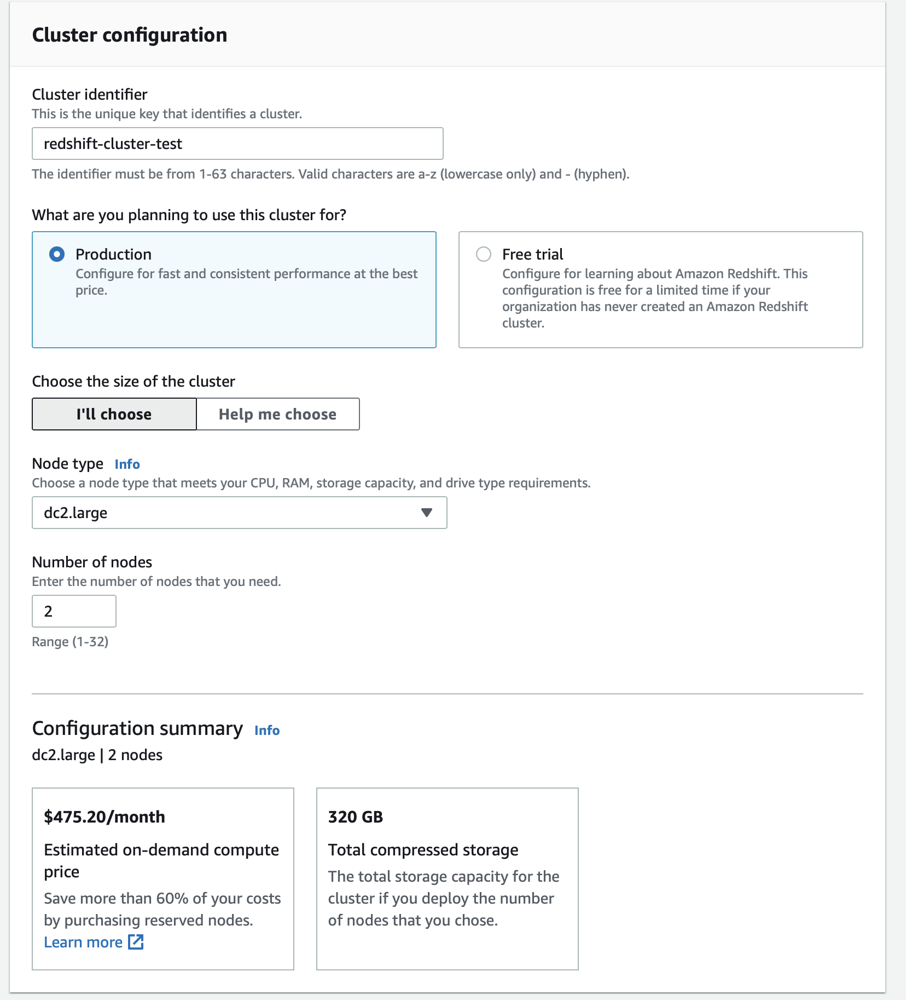 Cluster configuration
Cluster identifier
This is the unique key that identifies a cluster.
redshift-cluster-test
The identifier must be from 1-63 characters. Valid characters are a-z (lowercase only) and - (hyphen).
What are you planning to use this cluster for?
Production
Configure for fast and consistent performance at the best
price.
Free trial
Configure for learning about Amazon Redshift. This
configuration is free for a limited time if your
organization has never created an Amazon Redshift
cluster.
Choose the size of the cluster
I'll choose
Help me choose
Node type Info
Choose a node type that meets your CPU, RAM, storage capacity, and drive type requirements.
dc2.large
Number of nodes
Enter the number of nodes that you need.
2
Range (1-32)
Configuration summary Info
dc2.large | 2 nodes
$475.20/month
Estimated on-demand compute
price
Save more than 60% of your costs
by purchasing reserved nodes.
Learn more
320 GB
Total compressed storage
The total storage capacity for the
cluster if you deploy the number
of nodes that you chose.